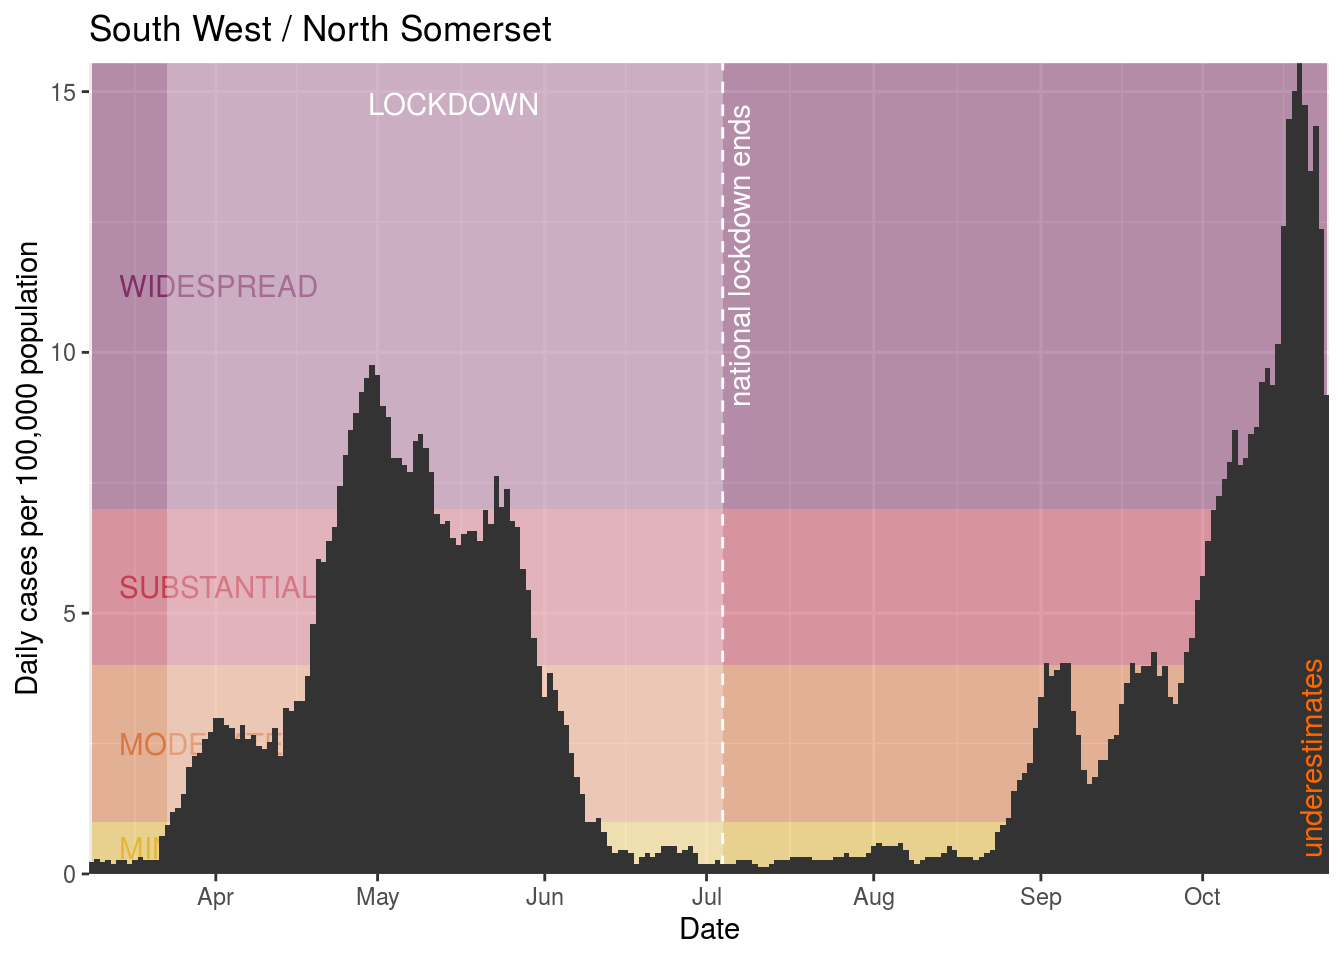 South West / North Somerset
Daily cases per 100,000 population
15
10
5
0
LOCKDOWN
national lockdown ends
WIDESPREAD
SUBSTANTIAL
underestimates
Apr
May
Jun
Jul
Aug
Sep
Oct
Date